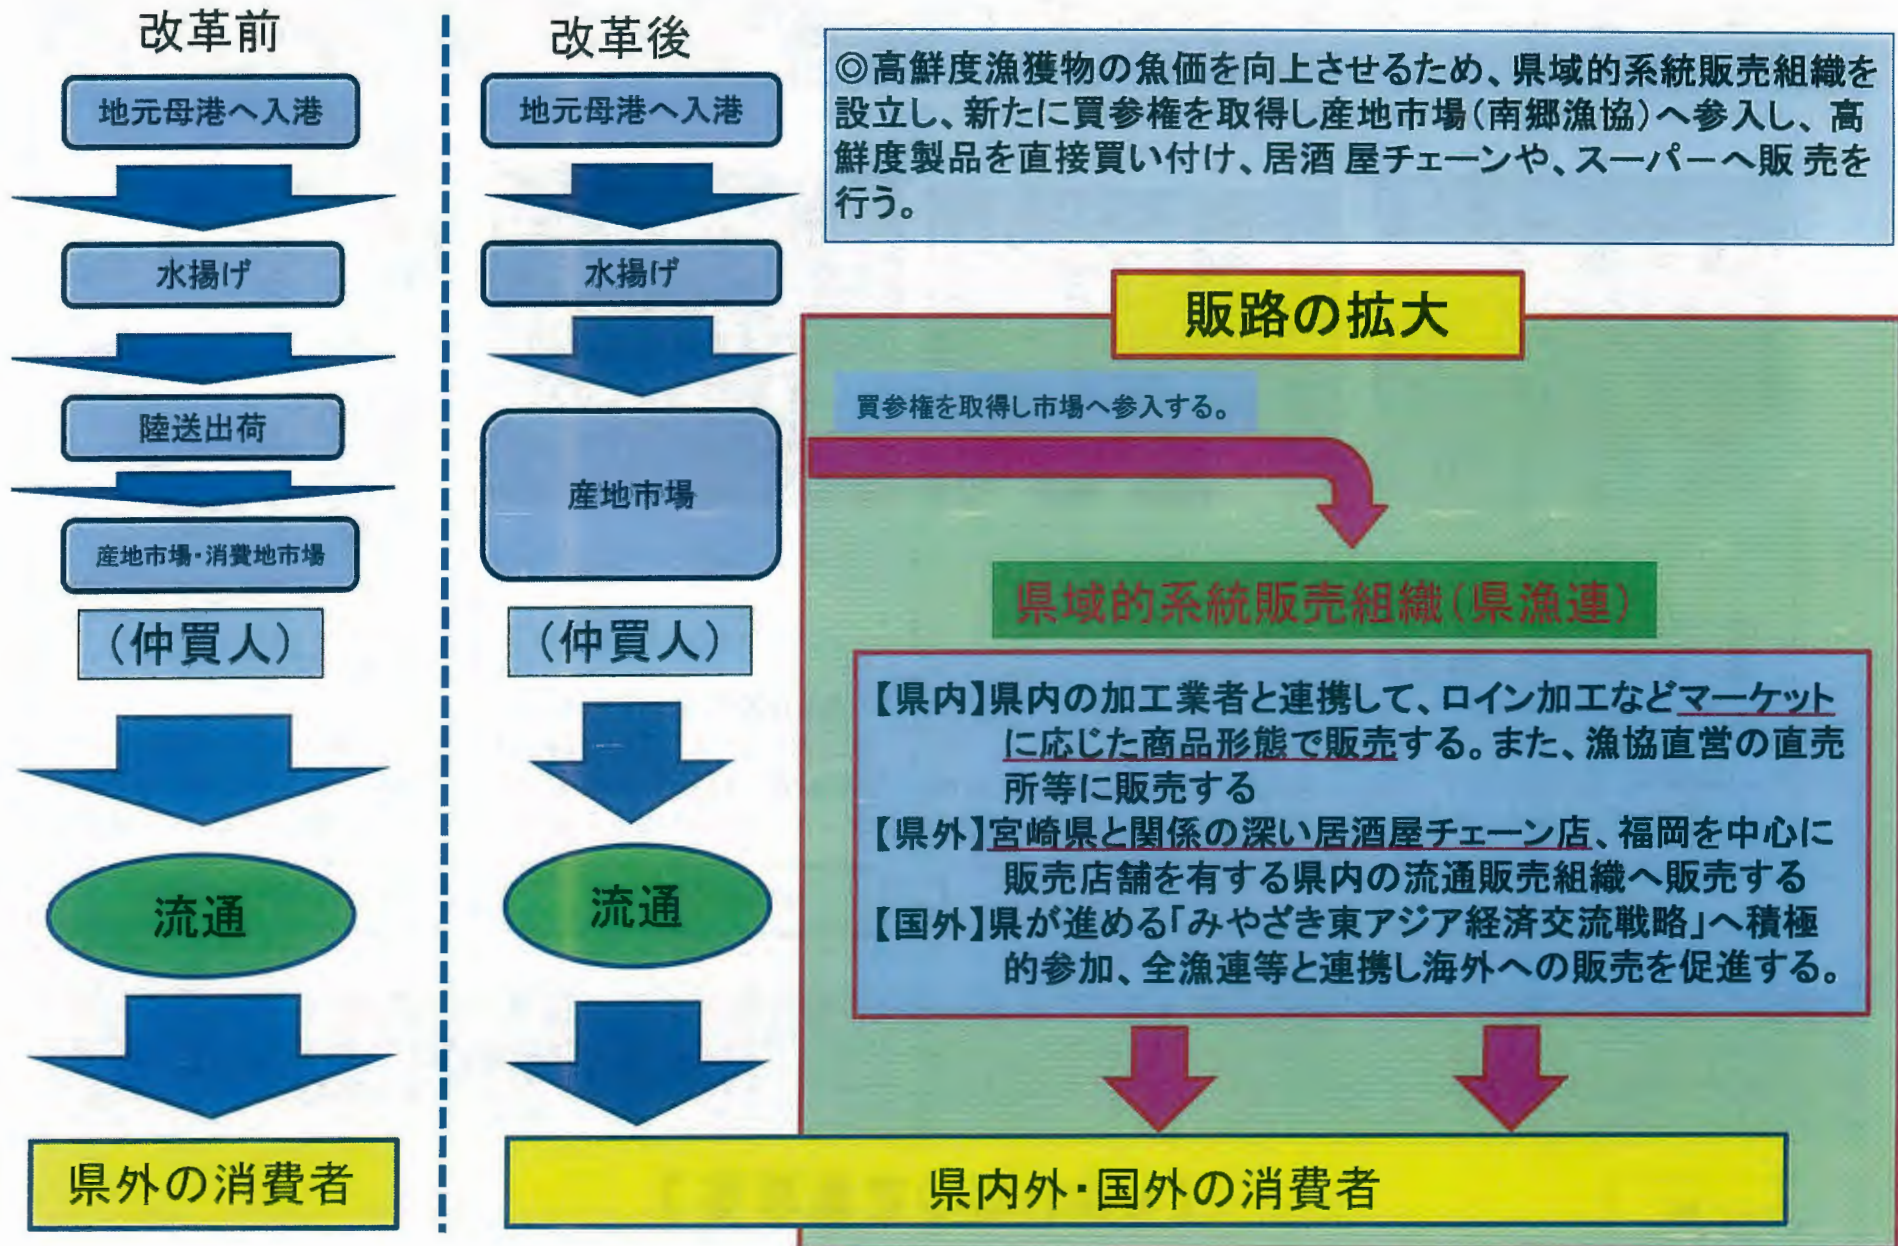 改革前
地元母港へ入港
水揚げ
陸送出荷
産地市場・消費地市場
(仲買人)
流通
県外の消費者
改革後
地元母港へ入港
水揚げ
産地市場
(仲買人)
流通
◎高鮮度漁獲物の魚価を向上させるため、県域的系統販売組織を
設立し、新たに買参権を取得し産地市場(南郷漁協)へ参入し、高
鮮度製品を直接買い付け、居酒屋チェーンや、スーパーへ販売を
行う。
販路の拡大
買参権を取得し市場へ参入する。
県域的系統販売組織(県漁連)
【県内】県内の加工業者と連携して、ロイン加工などマーケット
に応じた商品形態で販売する。また、漁協直営の直売
所等に販売する
【県外】宮崎県と関係の深い居酒屋チェーン店、福岡を中心に
販売店舗を有する県内の流通販売組織へ販売する
【国外】県が進める「みやざき東アジア経済交流戦略」へ積極
的参加、全漁連等と連携し海外への販売を促進する。
県内外・国外の消費者